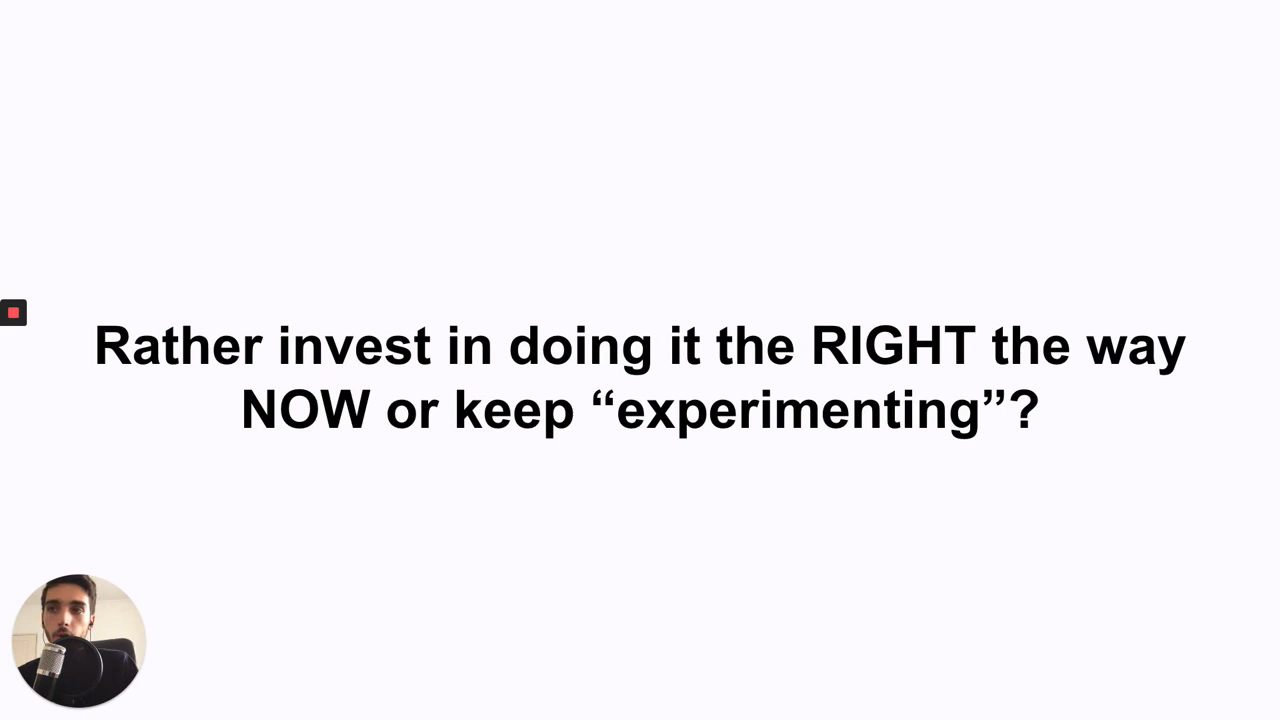 Rather invest in doing it the RIGHT the way
NOW or keep “experimenting”?